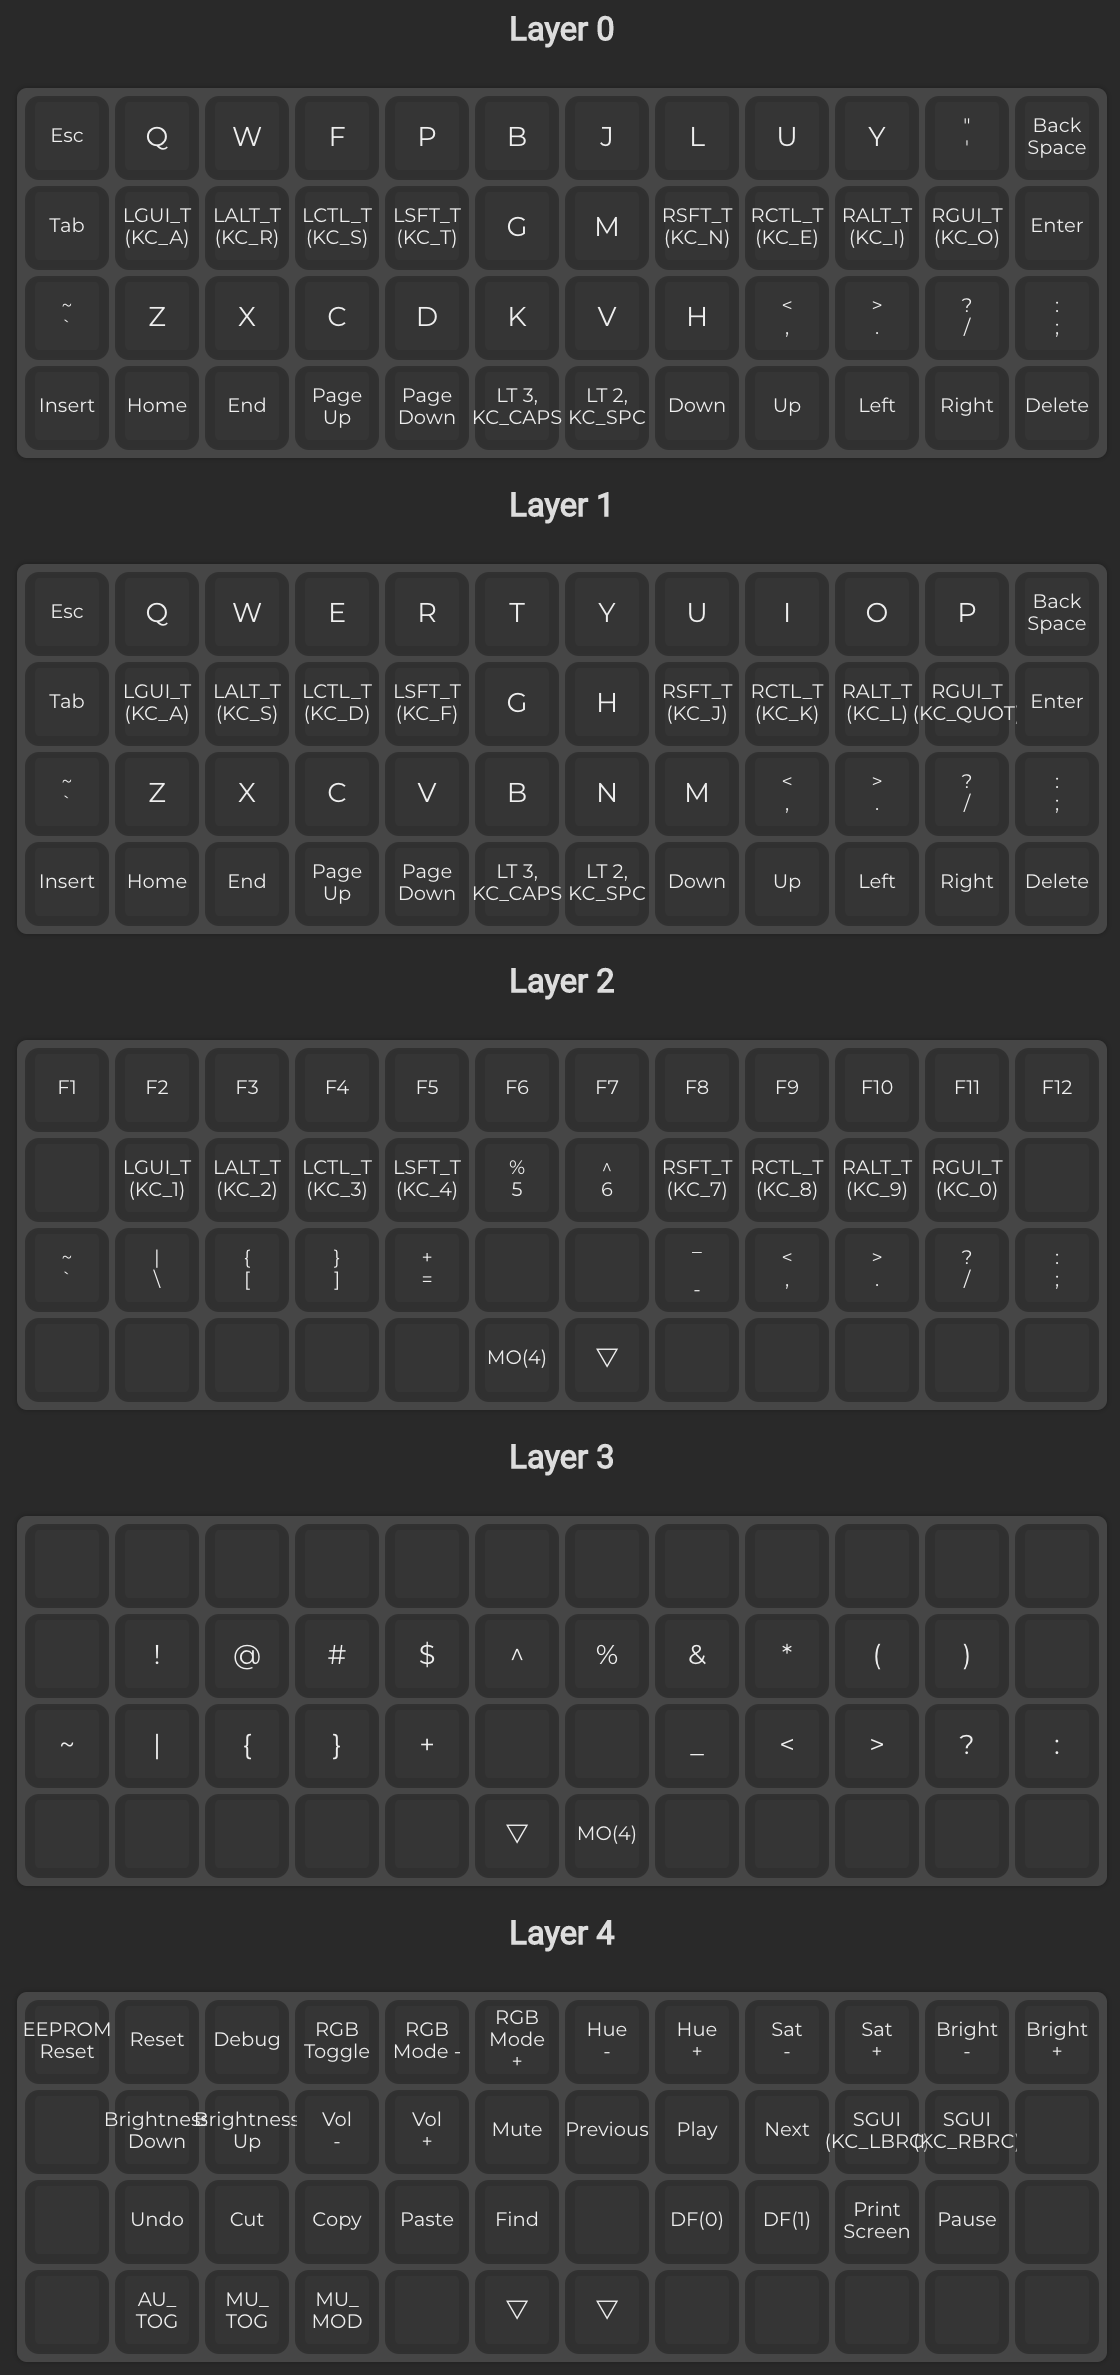 Layer 0
Esc Q W F P B J L U Y " ' Back Space
Tab LGUI_T (KC_A) LALT_T (KC_R) LCTL_T (KC_S) LSFT_T (KC_T) G M RSFT_T (KC_N) RCTL_T (KC_E) RALT_T (KC_I) RGUI_T (KC_O) Enter
~ ` Z X C D K V H < , > . ? / : ;
Insert Home End Page Up Page Down LT 3, KC_CAPS LT 2, KC_SPC Down Up Left Right Delete
Layer 1
Esc Q W E R T Y U I O P Back Space
Tab LGUI_T (KC_A) LALT_T (KC_S) LCTL_T (KC_D) LSFT_T (KC_F) G H RSFT_T (KC_J) RCTL_T (KC_K) RALT_T (KC_L) RGUI_T (KC_QUOT) Enter
~ ` Z X C V B N M < , > . ? / : ;
Insert Home End Page Up Page Down LT 3, KC_CAPS LT 2, KC_SPC Down Up Left Right Delete
Layer 2
F1 F2 F3 F4 F5 F6 F7 F8 F9 F10 F11 F12
LGUI_T (KC_1) LALT_T (KC_2) LCTL_T (KC_3) LSFT_T (KC_4) % 5 ^ 6 RSFT_T (KC_7) RCTL_T (KC_8) RALT_T (KC_9) RGUI_T (KC_0)
~ ` | \ { [ } ] + = _ - < , > . ? / : ;
MO(4) ▽
Layer 3
! @ # $ ^ % & * ( )
~ | { } + _ < > ? :
▽ MO(4)
Layer 4
EEPROM Reset Reset Debug RGB Toggle RGB Mode - RGB Mode + Hue - Hue + Sat - Sat + Bright - Bright +
Brightness Down Brightness Up Vol - Vol + Mute Previous Play Next SGUI (KC_LBRC) SGUI (KC_RBRC)
Undo Cut Copy Paste Find DF(0) DF(1) Print Screen Pause
AU_ TOG MU_ TOG MU_ MOD ▽ ▽